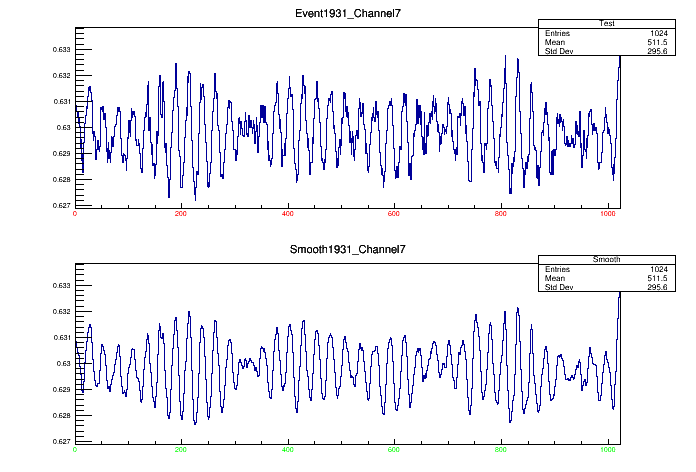 Event1931_Channel7
Test
Entries 1024
Mean 511.5
Std Dev 295.6
0.633
0.632
0.631
0.63
0.629
0.628
0.627
0 200 400 600 800 1000
Smooth1931_Channel7
Smooth
Entries 1024
Mean 511.5
Std Dev 295.6
0.633
0.632
0.631
0.63
0.629
0.628
0.627
0 200 400 600 800 1000